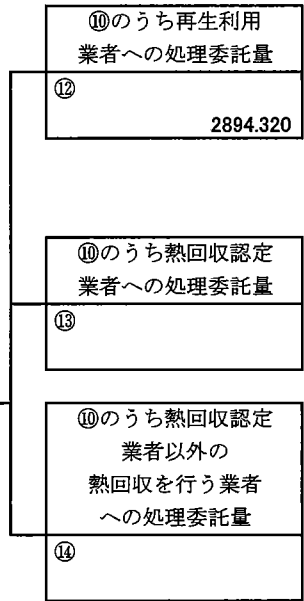 ⑩のうち再生利用
業者への処理委託量
⑫
2894.320
⑩のうち熱回収認定
業者への処理委託量
⑬
⑩のうち熱回収認定
業者以外の
熱回収を行う業者
への処理委託量
⑭